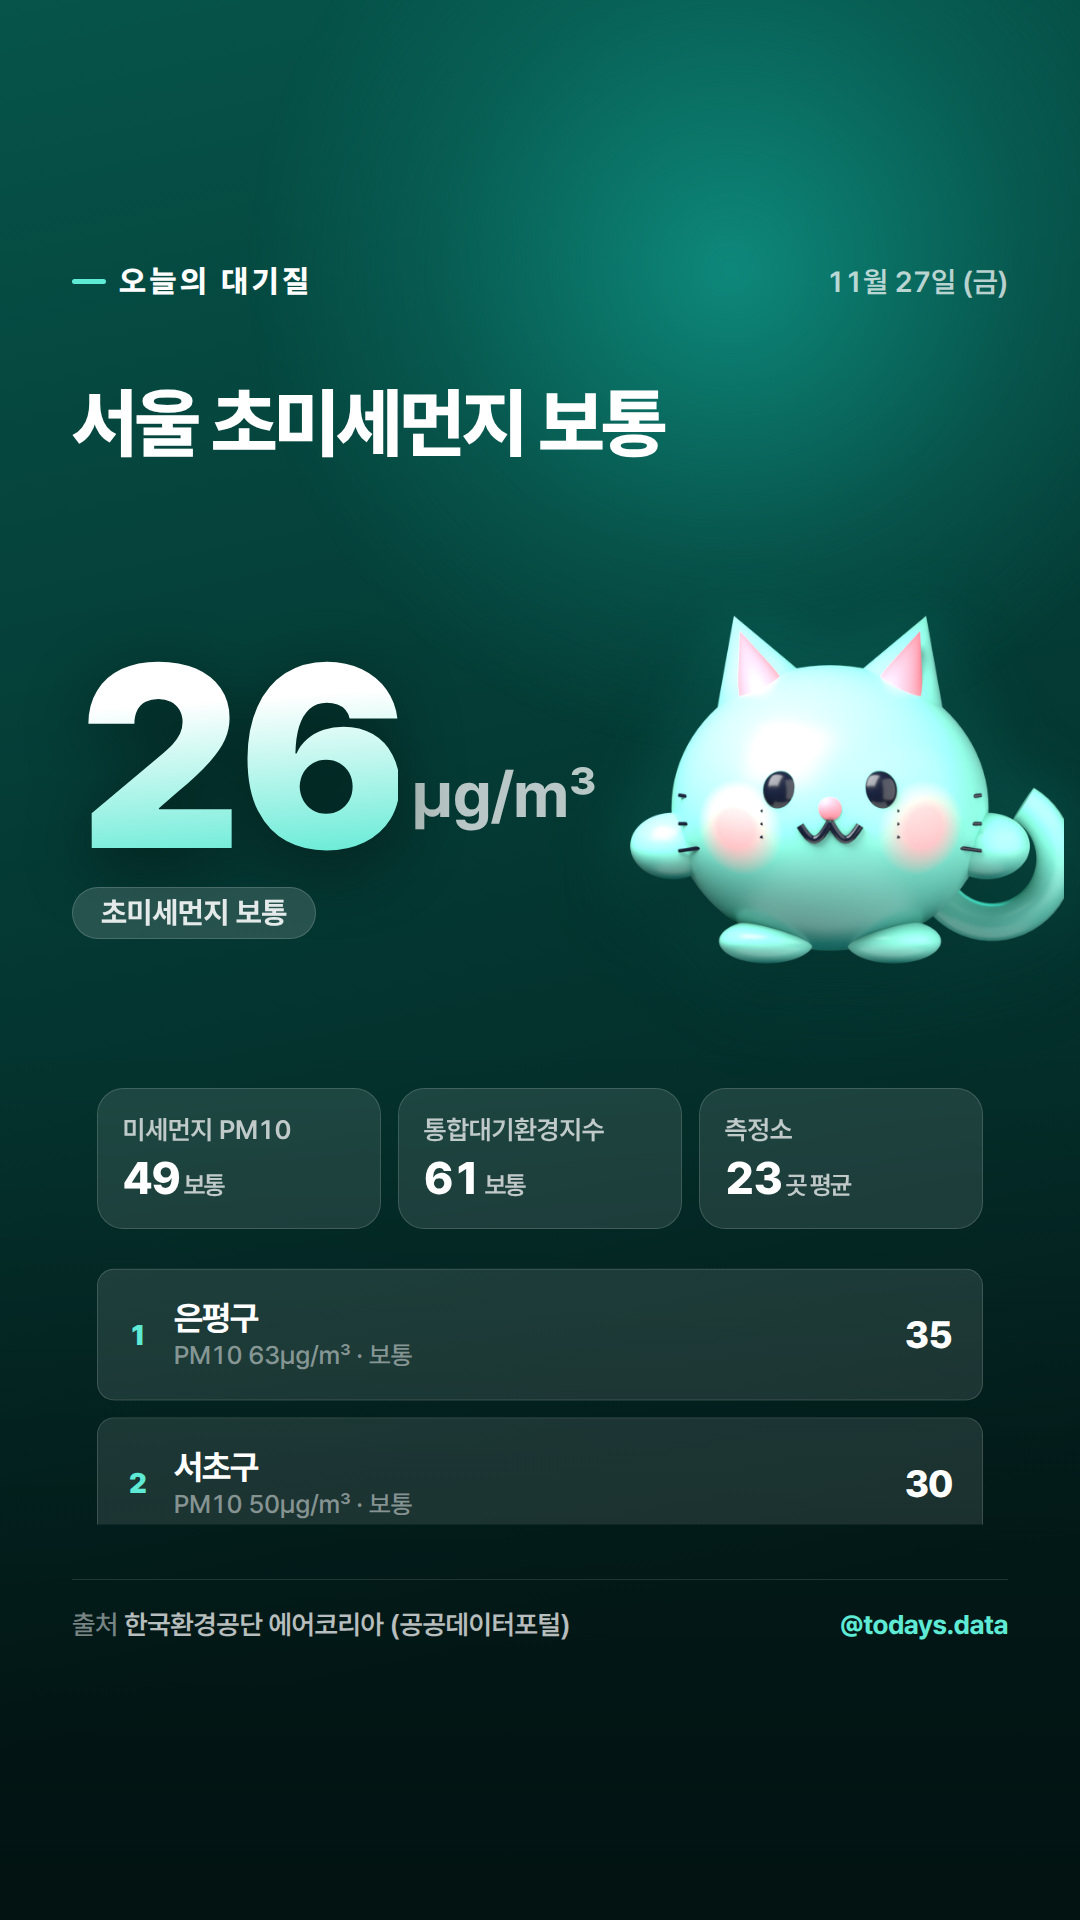 오늘의 대기질
11월 27일 (금)
서울 초미세먼지 보통
26 µg/m³
초미세먼지 보통
미세먼지 PM10
49 보통
통합대기환경지수
61 보통
측정소
23 곳 평균
1
은평구
PM10 63µg/m³ · 보통
35
2
서초구
PM10 50µg/m³ · 보통
30
출처 한국환경공단 에어코리아 (공공데이터포털)
@todays.data